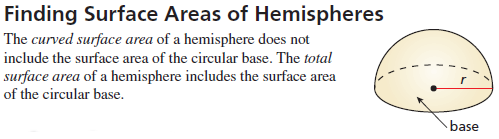 Finding Surface Areas of Hemispheres
The curved surface area of a hemisphere does not
include the surface area of the circular base. The total
surface area of a hemisphere includes the surface area
of the circular base.
r
base